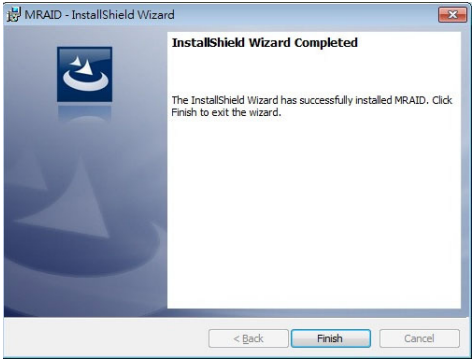 MRAID - InstallShield Wizard
InstallShield Wizard Completed
The InstallShield Wizard has successfully installed MRAID. Click
Finish to exit the wizard.
< Back
Finish
Cancel